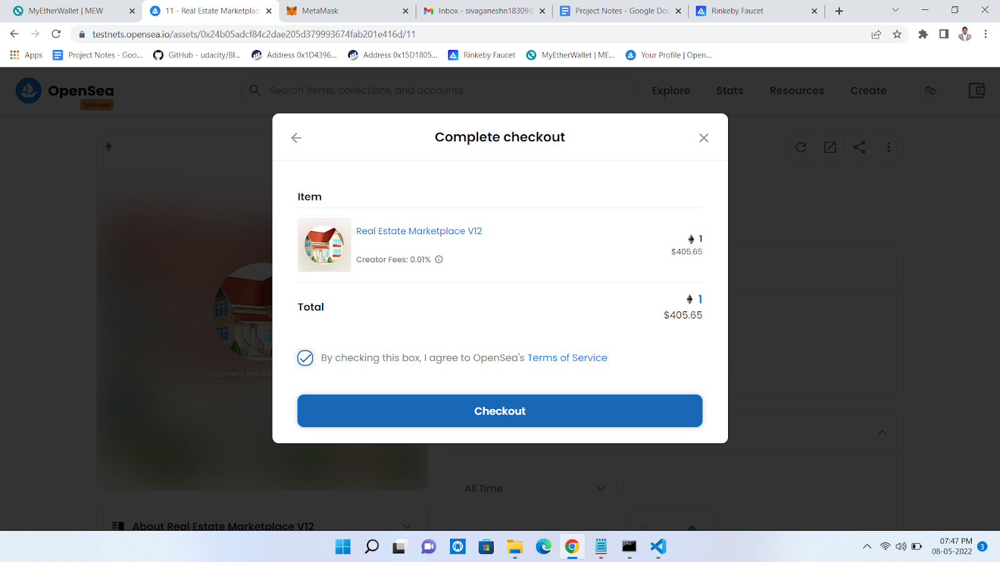 MyEtherWallet | MEW
11 - Real Estate Marketplac
MetaMask
Inbox - sivaganeshn18309@
Project Notes - Google Doc
Rinkeby Faucet
testnets.opensea.io/assets/0x24b05adcf84c2dae205d379993674fab201e416d/11
Apps
Project Notes - Goo...
GitHub - udacity/Bl...
Address 0x1D4396...
Address 0x15D1805...
Rinkeby Faucet
MyEtherWallet | ME...
Your Profile | Open...
OpenSea
Testnets
Search items, collections, and accounts
Explore
Stats
Resources
Create
Complete checkout
Item
Real Estate Marketplace V12
Creator Fees: 0.01%
1
$405.65
Total
1
$405.65
By checking this box, I agree to OpenSea's Terms of Service
Checkout
Content not av
All Time
About Real Estate Marketplace V12
07:47 PM
08-05-2022
3